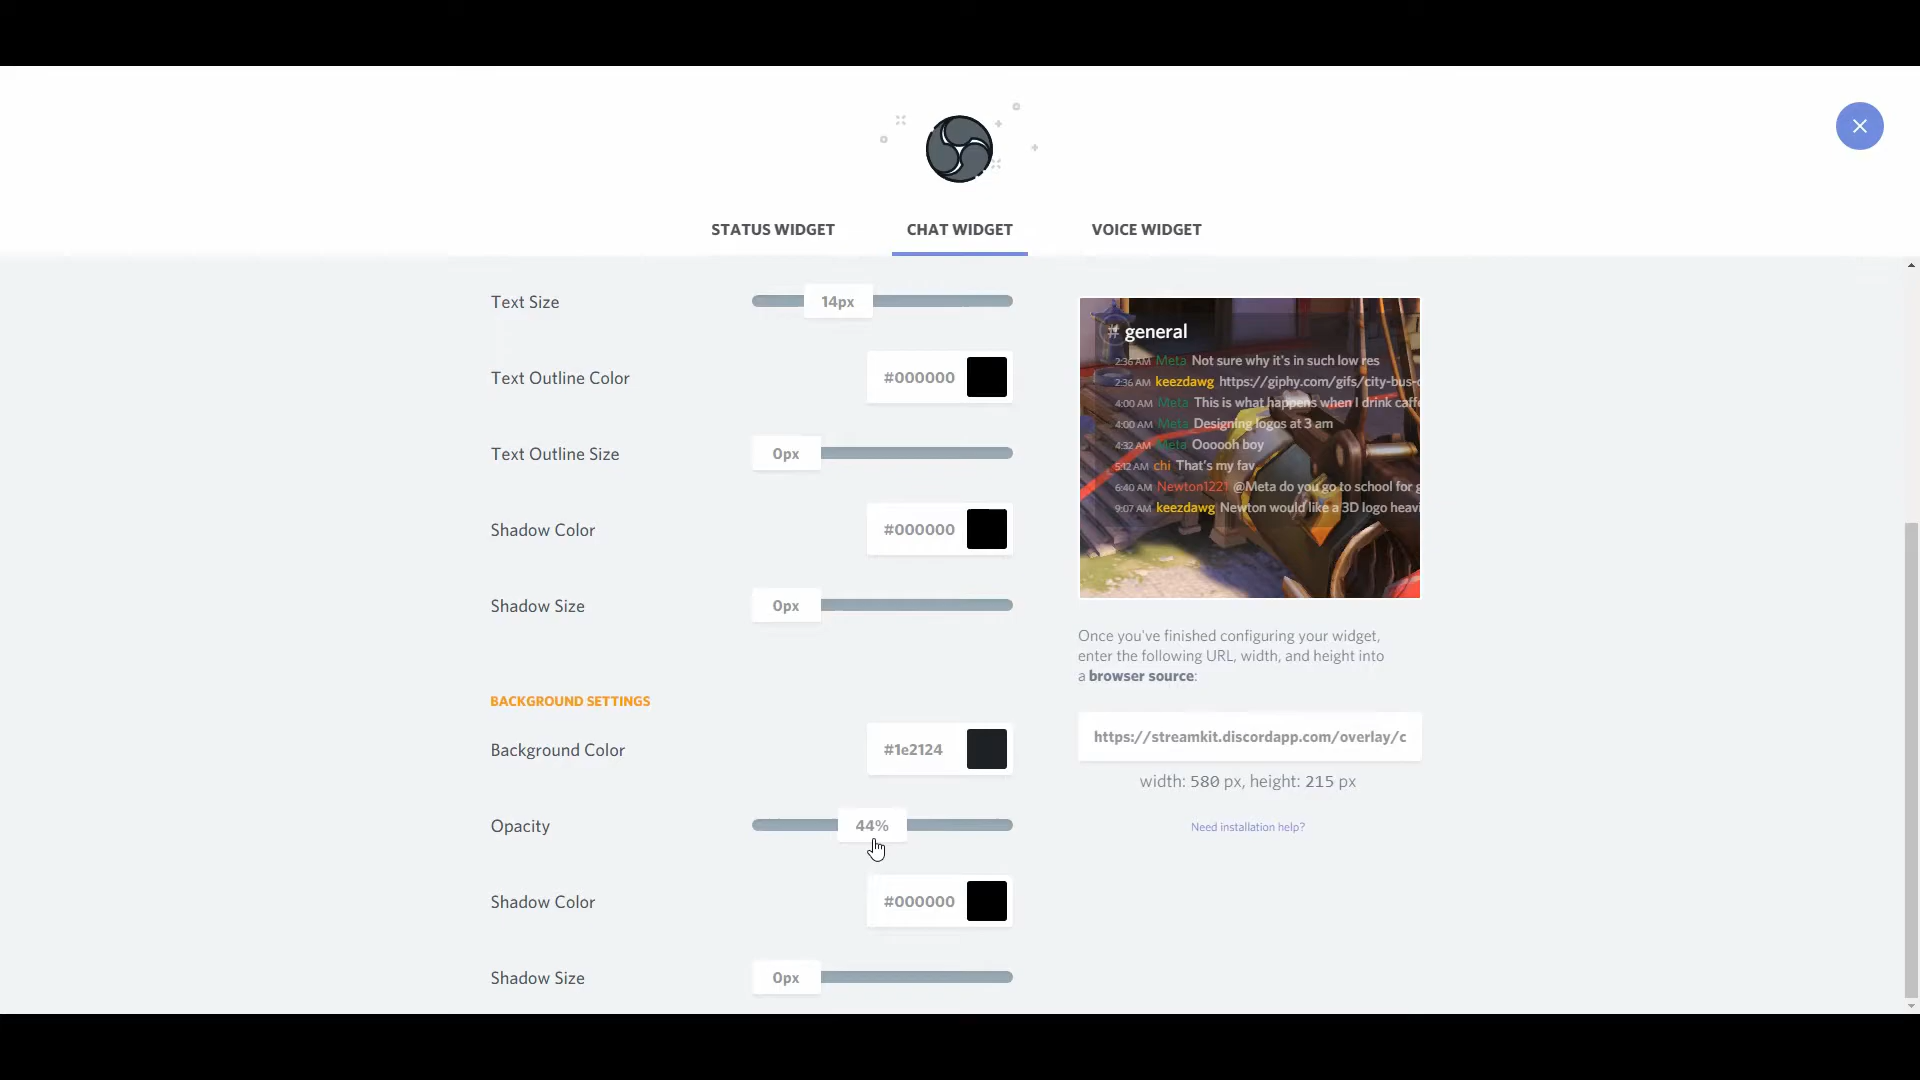 STATUS WIDGET
CHAT WIDGET
VOICE WIDGET
Text Size
14px
Text Outline Color
#000000
Text Outline Size
0px
Shadow Color
#000000
Shadow Size
0px
BACKGROUND SETTINGS
Background Color
#1e2124
Opacity
44%
Shadow Color
#000000
Shadow Size
0px
# general
2:36 AM Meta Not sure why it's in such low res
2:36 AM keezdawg https://giphy.com/gifs/city-bus-
4:00 AM Meta This is what happens when I drink caff
4:00 AM Meta Designing logos at 3 am
4:32 AM Meta Oooooh boy
5:12 AM chi That's my fav
6:40 AM Newton1221 @Meta do you go to school for g
9:07 AM keezdawg Newton would like a 3D logo heavi
Once you've finished configuring your widget,
enter the following URL, width, and height into
a browser source:
https://streamkit.discordapp.com/overlay/c
width: 580 px, height: 215 px
Need installation help?